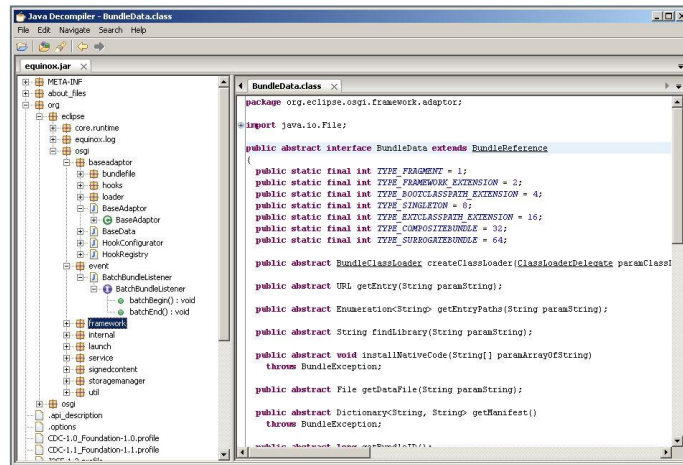 Java Decompiler - BundleData.class
File Edit Navigate Search Help
equinox.jar
META-INF
about_files
org
eclipse
core.runtime
equinox.log
osgi
baseadaptor
bundlefile
hooks
loader
BaseAdaptor
BaseAdaptor
BaseData
HookConfigurator
HookRegistry
event
BatchBundleListener
BatchBundleListener
batchBegin() : void
batchEnd() : void
framework
internal
launch
service
signedcontent
storagemanager
util
osgi
.api_description
.options
CDC-1.0_Foundation-1.0.profile
CDC-1.1_Foundation-1.1.profile
BundleData.class
package org.eclipse.osgi.framework.adaptor;
import java.io.File;
public abstract interface BundleData extends BundleReference
{
public static final int TYPE_FRAGMENT = 1;
public static final int TYPE_FRAMEWORK_EXTENSION = 2;
public static final int TYPE_BOOTCLASSPATH_EXTENSION = 4;
public static final int TYPE_SINGLETON = 8;
public static final int TYPE_EXTCLASSPATH_EXTENSION = 16;
public static final int TYPE_COMPOSITEBUNDLE = 32;
public static final int TYPE_SURROGATEBUNDLE = 64;
public abstract BundleClassLoader createClassLoader(ClassLoaderDelegate paramClassl
public abstract URL getEntry(String paramString);
public abstract Enumeration<String> getEntryPaths(String paramString);
public abstract String findLibrary(String paramString);
public abstract void installNativeCode(String[] paramArrayOfString)
throws BundleException;
public abstract File getDataFile(String paramString);
public abstract Dictionary<String, String> getManifest()
throws BundleException;
public abstract long getBundleID();